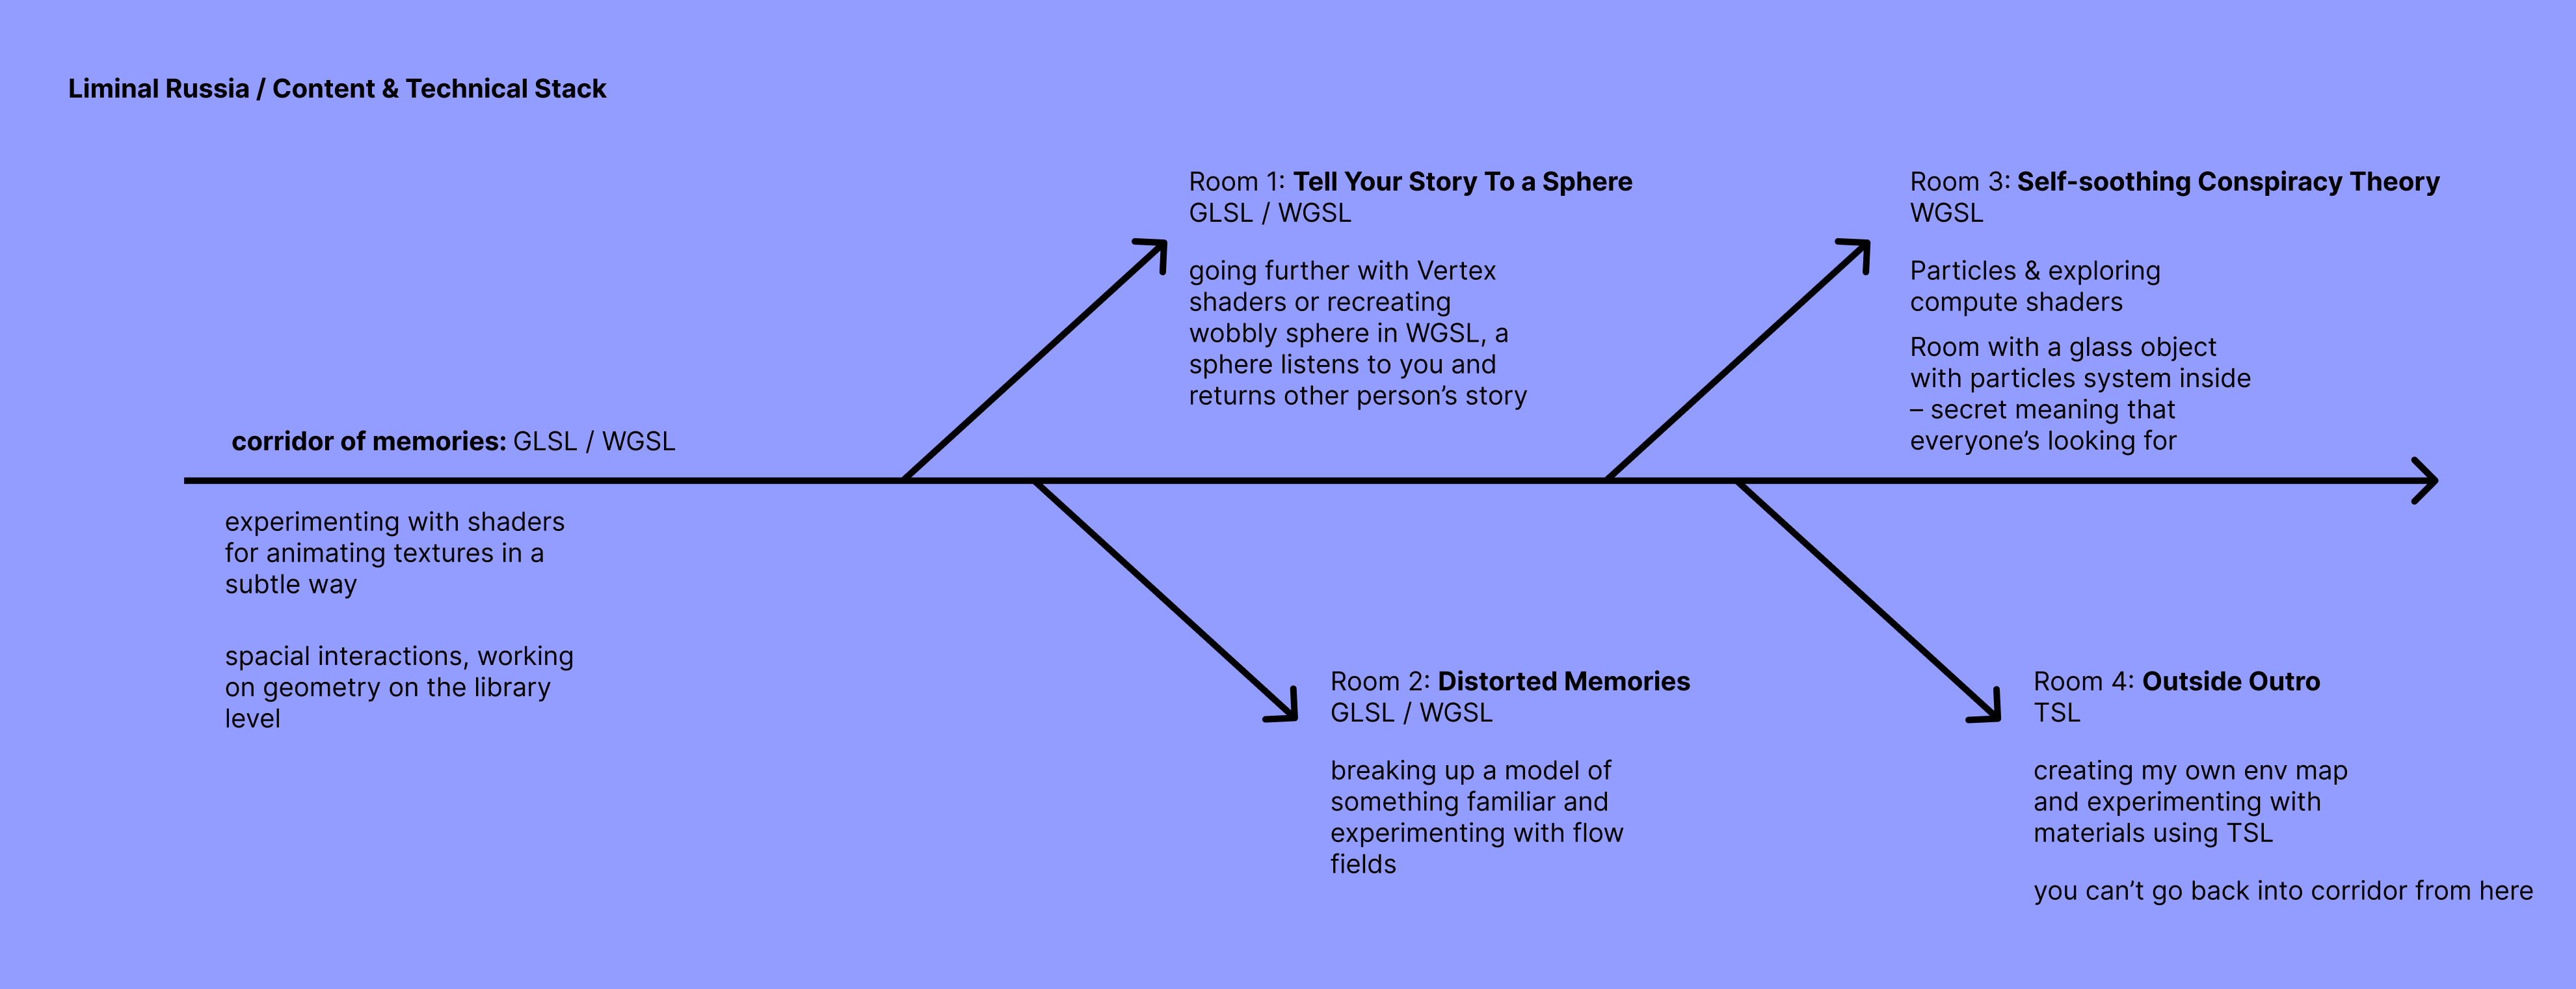 Liminal Russia / Content & Technical Stack
corridor of memories: GLSL / WGSL
experimenting with shaders
for animating textures in a
subtle way
spacial interactions, working
on geometry on the library
level
Room 1: Tell Your Story To a Sphere
GLSL / WGSL
going further with Vertex
shaders or recreating
wobbly sphere in WGSL, a
sphere listens to you and
returns other person’s story
Room 2: Distorted Memories
GLSL / WGSL
breaking up a model of
something familiar and
experimenting with flow
fields
Room 3: Self-soothing Conspiracy Theory
WGSL
Particles & exploring
compute shaders
Room with a glass object
with particles system inside
– secret meaning that
everyone’s looking for
Room 4: Outside Outro
TSL
creating my own env map
and experimenting with
materials using TSL
you can’t go back into corridor from here